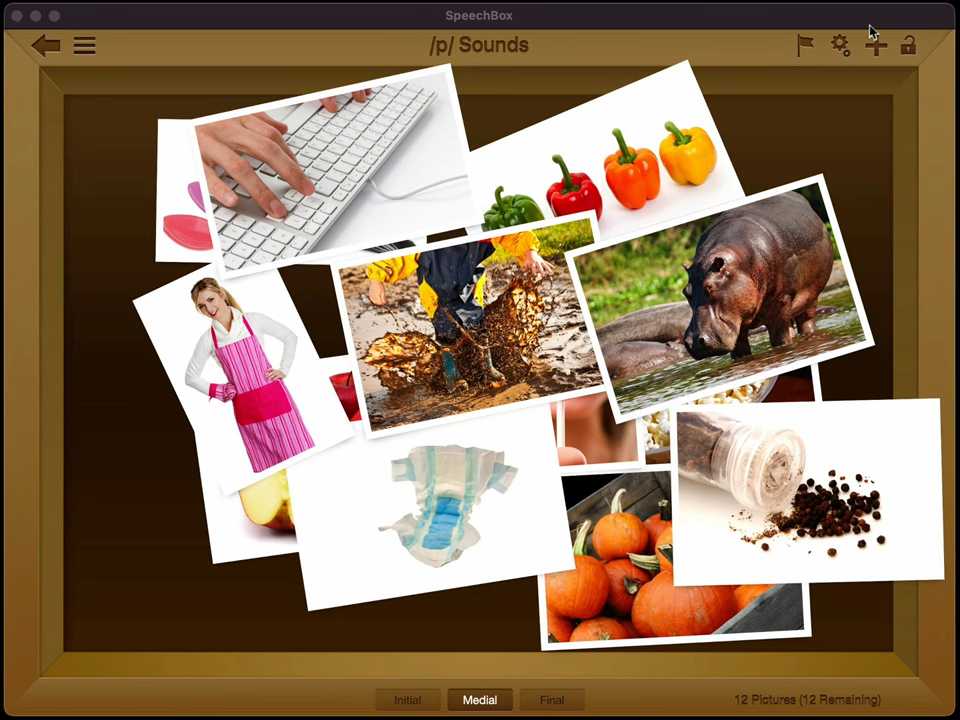 SpeechBox
/p/ Sounds
Initial Medial Final
12 Pictures (12 Remaining)